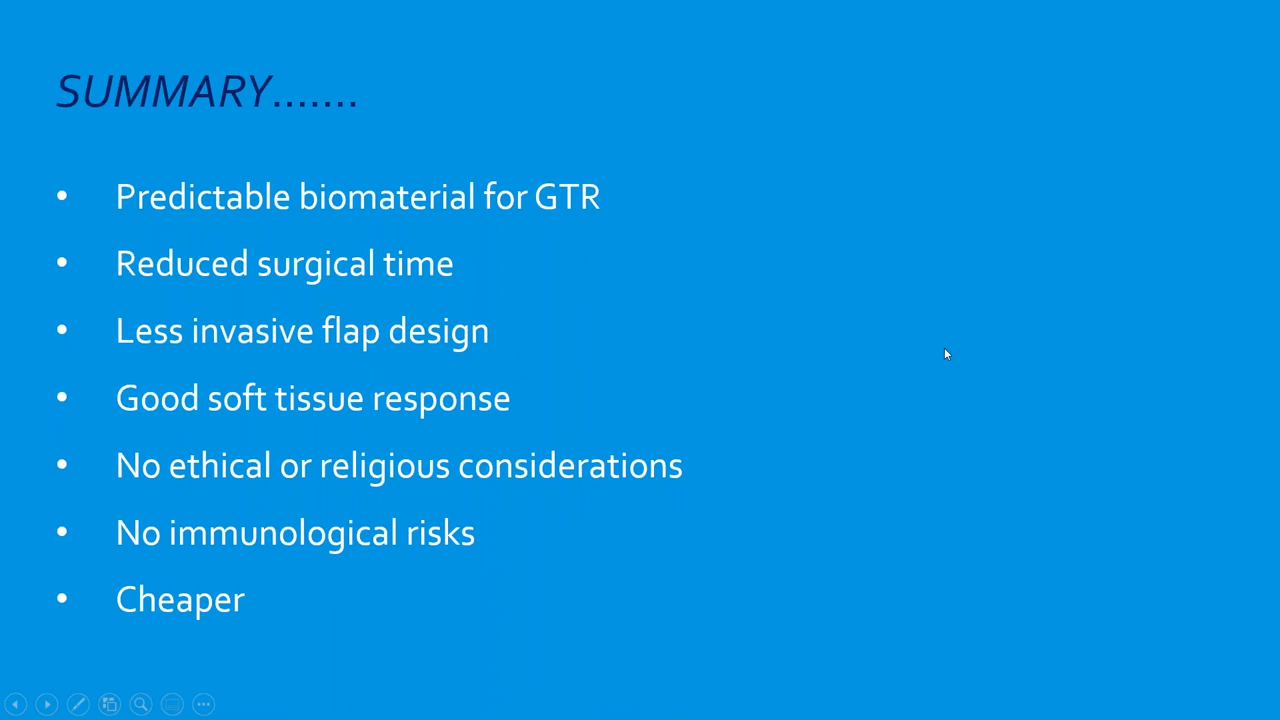 SUMMARY.......
• Predictable biomaterial for GTR
• Reduced surgical time
• Less invasive flap design
• Good soft tissue response
• No ethical or religious considerations
• No immunological risks
• Cheaper